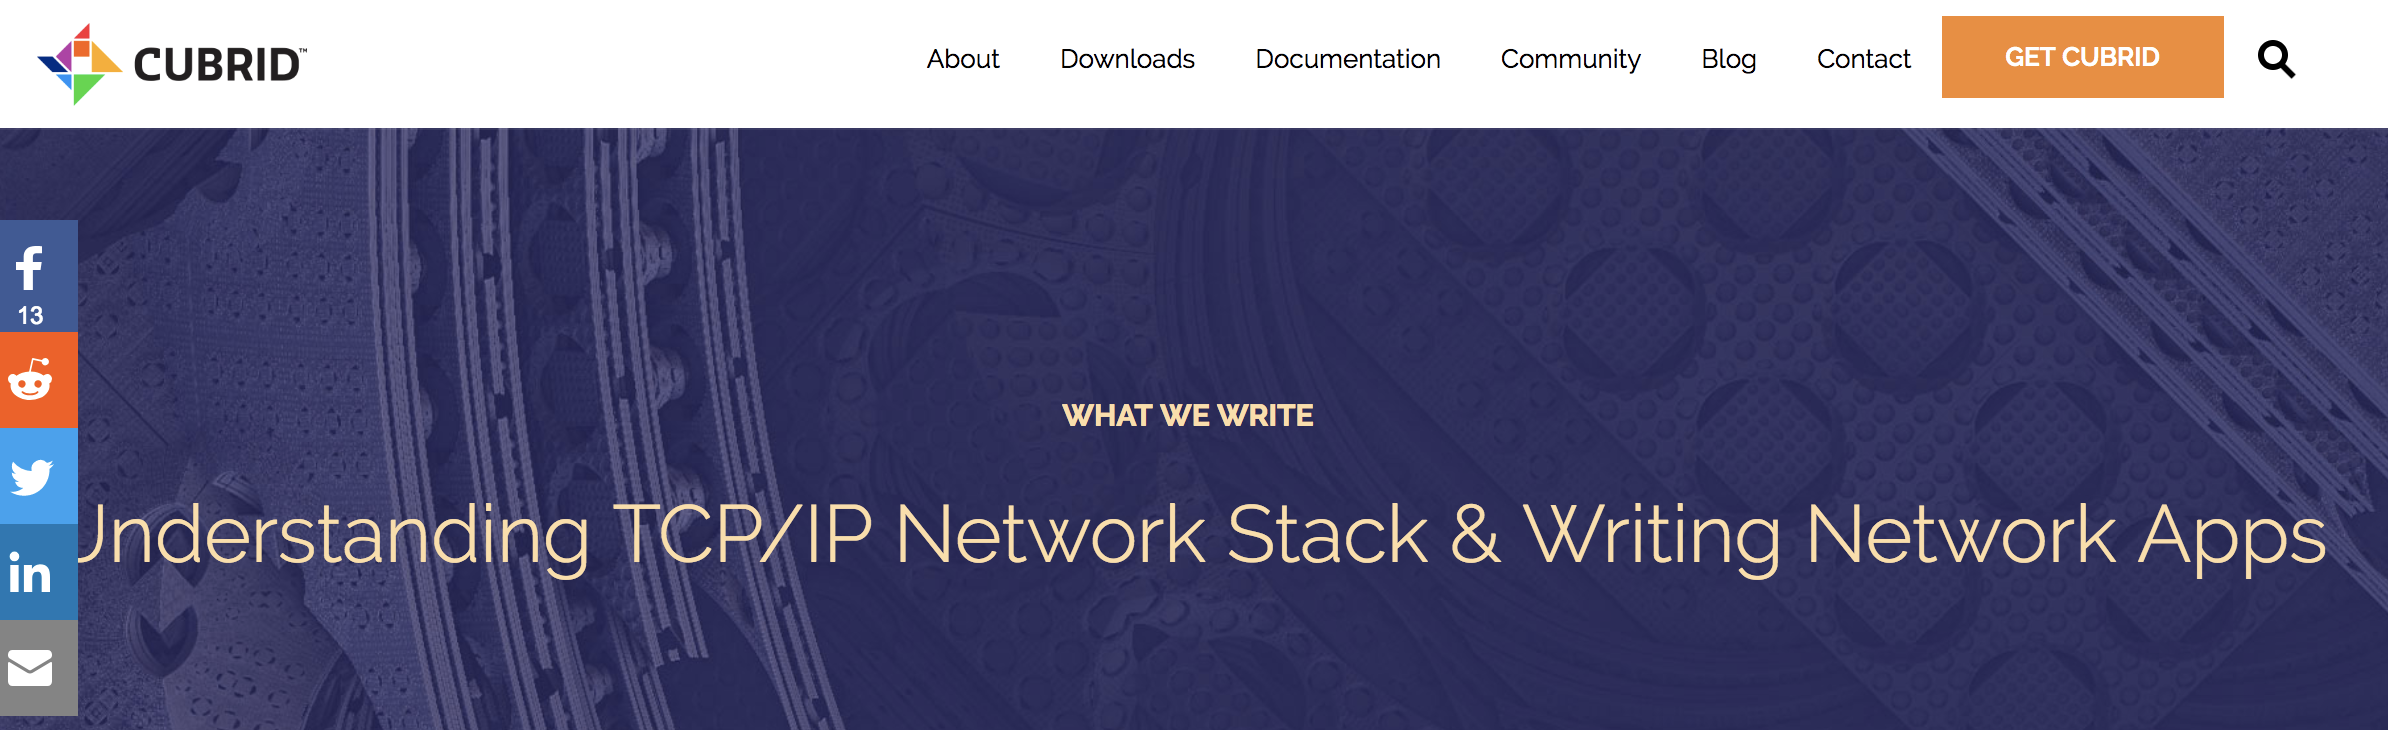 CUBRID™
About Downloads Documentation Community Blog Contact GET CUBRID
13
WHAT WE WRITE
Understanding TCP/IP Network Stack & Writing Network Apps